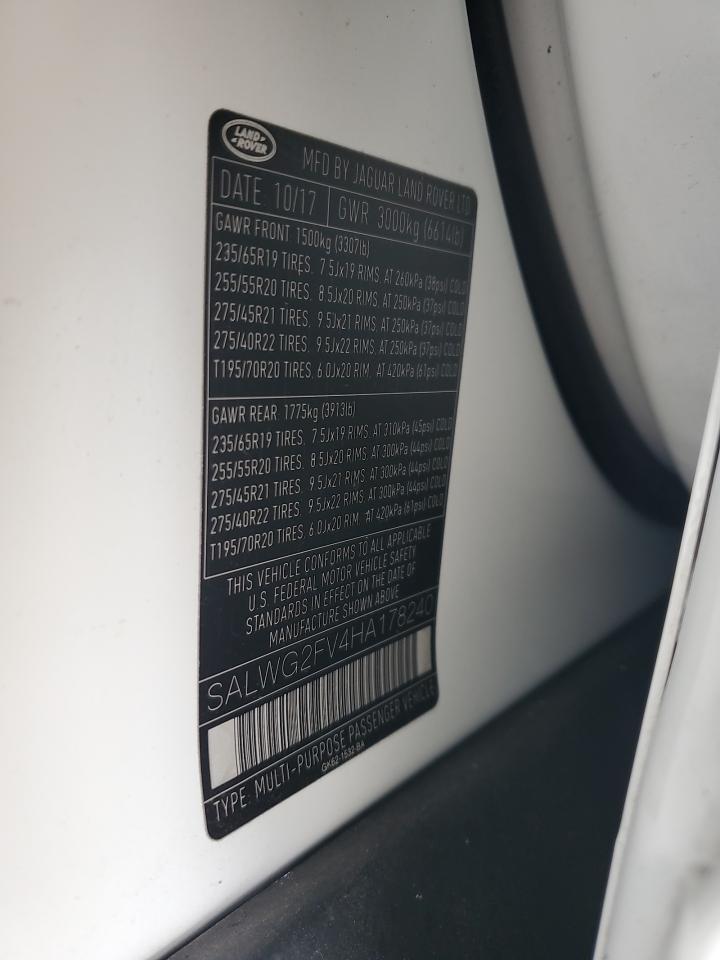 LAND
ROVER
MFD BY JAGUAR LAND ROVER LTD
DATE 10/17 GWR 3000kg (6614lb)
GAWR FRONT 1500kg (3307lb)
235/65R19 TIRES, 7.5Jx19 RIMS, AT 260kPa (38psi) COLD
255/55R20 TIRES, 8.5Jx20 RIMS, AT 250kPa (37psi) COLD
275/45R21 TIRES, 9.5Jx21 RIMS, AT 250kPa (37psi) COLD
275/40R22 TIRES, 9.5Jx22 RIMS, AT 250kPa (37psi) COLD
T195/70R20 TIRES, 6.0Jx20 RIM, AT 420kPa (61psi) COLD
GAWR REAR 1775kg (3913lb)
235/65R19 TIRES, 7.5Jx19 RIMS, AT 310kPa (45psi) COLD
255/55R20 TIRES, 8.5Jx20 RIMS, AT 300kPa (44psi) COLD
275/45R21 TIRES, 9.5Jx21 RIMS, AT 300kPa (44psi) COLD
275/40R22 TIRES, 9.5Jx22 RIMS, AT 300kPa (44psi) COLD
T195/70R20 TIRES, 6.0Jx20 RIM, AT 420kPa (61psi) COLD
THIS VEHICLE CONFORMS TO ALL APPLICABLE
U.S. FEDERAL MOTOR VEHICLE SAFETY
STANDARDS IN EFFECT ON THE DATE OF
MANUFACTURE SHOWN ABOVE
SALWG2FV4HA178240
TYPE: MULTI-PURPOSE PASSENGER VEHICLE
GK62-1532-BA